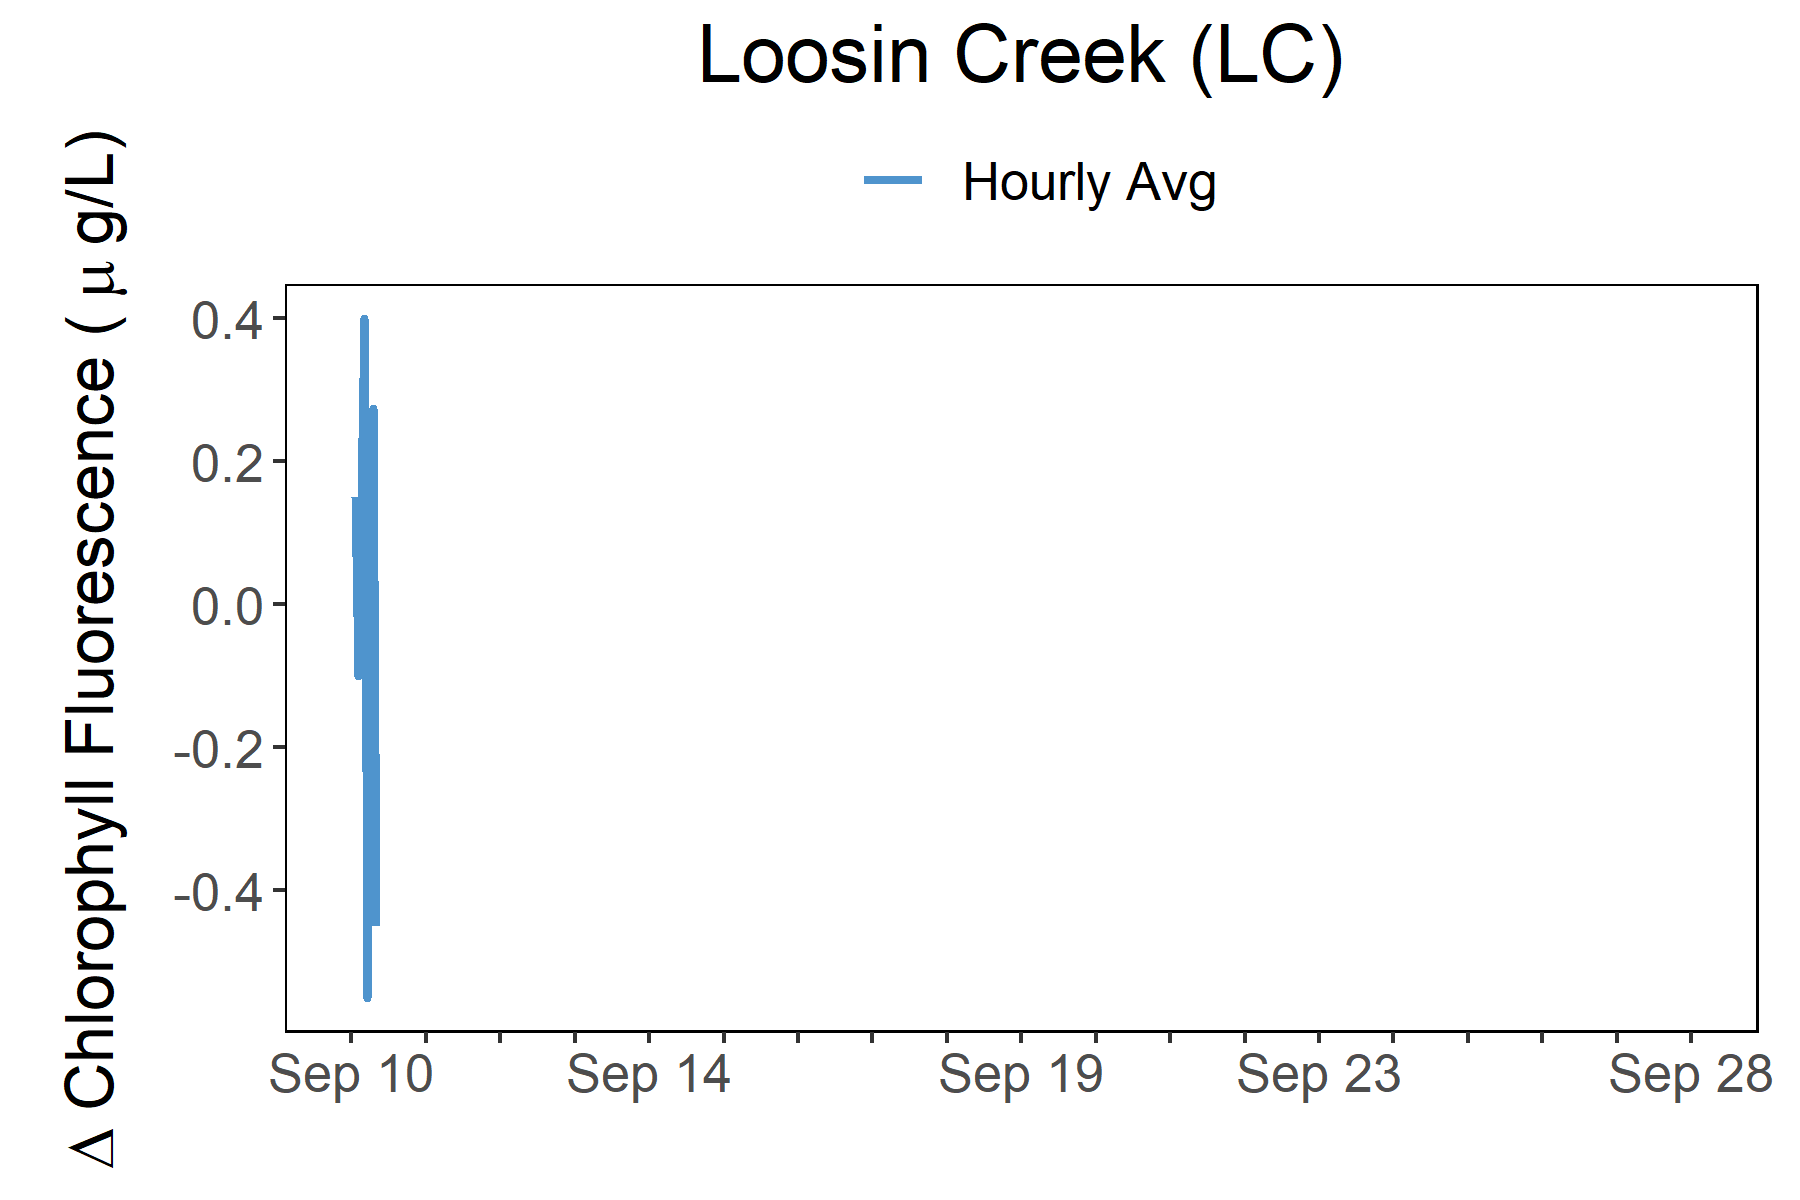 Loosin Creek (LC)
Hourly Avg
Δ Chlorophyll Fluorescence ( μ g/L)
0.4
0.2
0.0
-0.2
-0.4
Sep 10 Sep 14 Sep 19 Sep 23 Sep 28